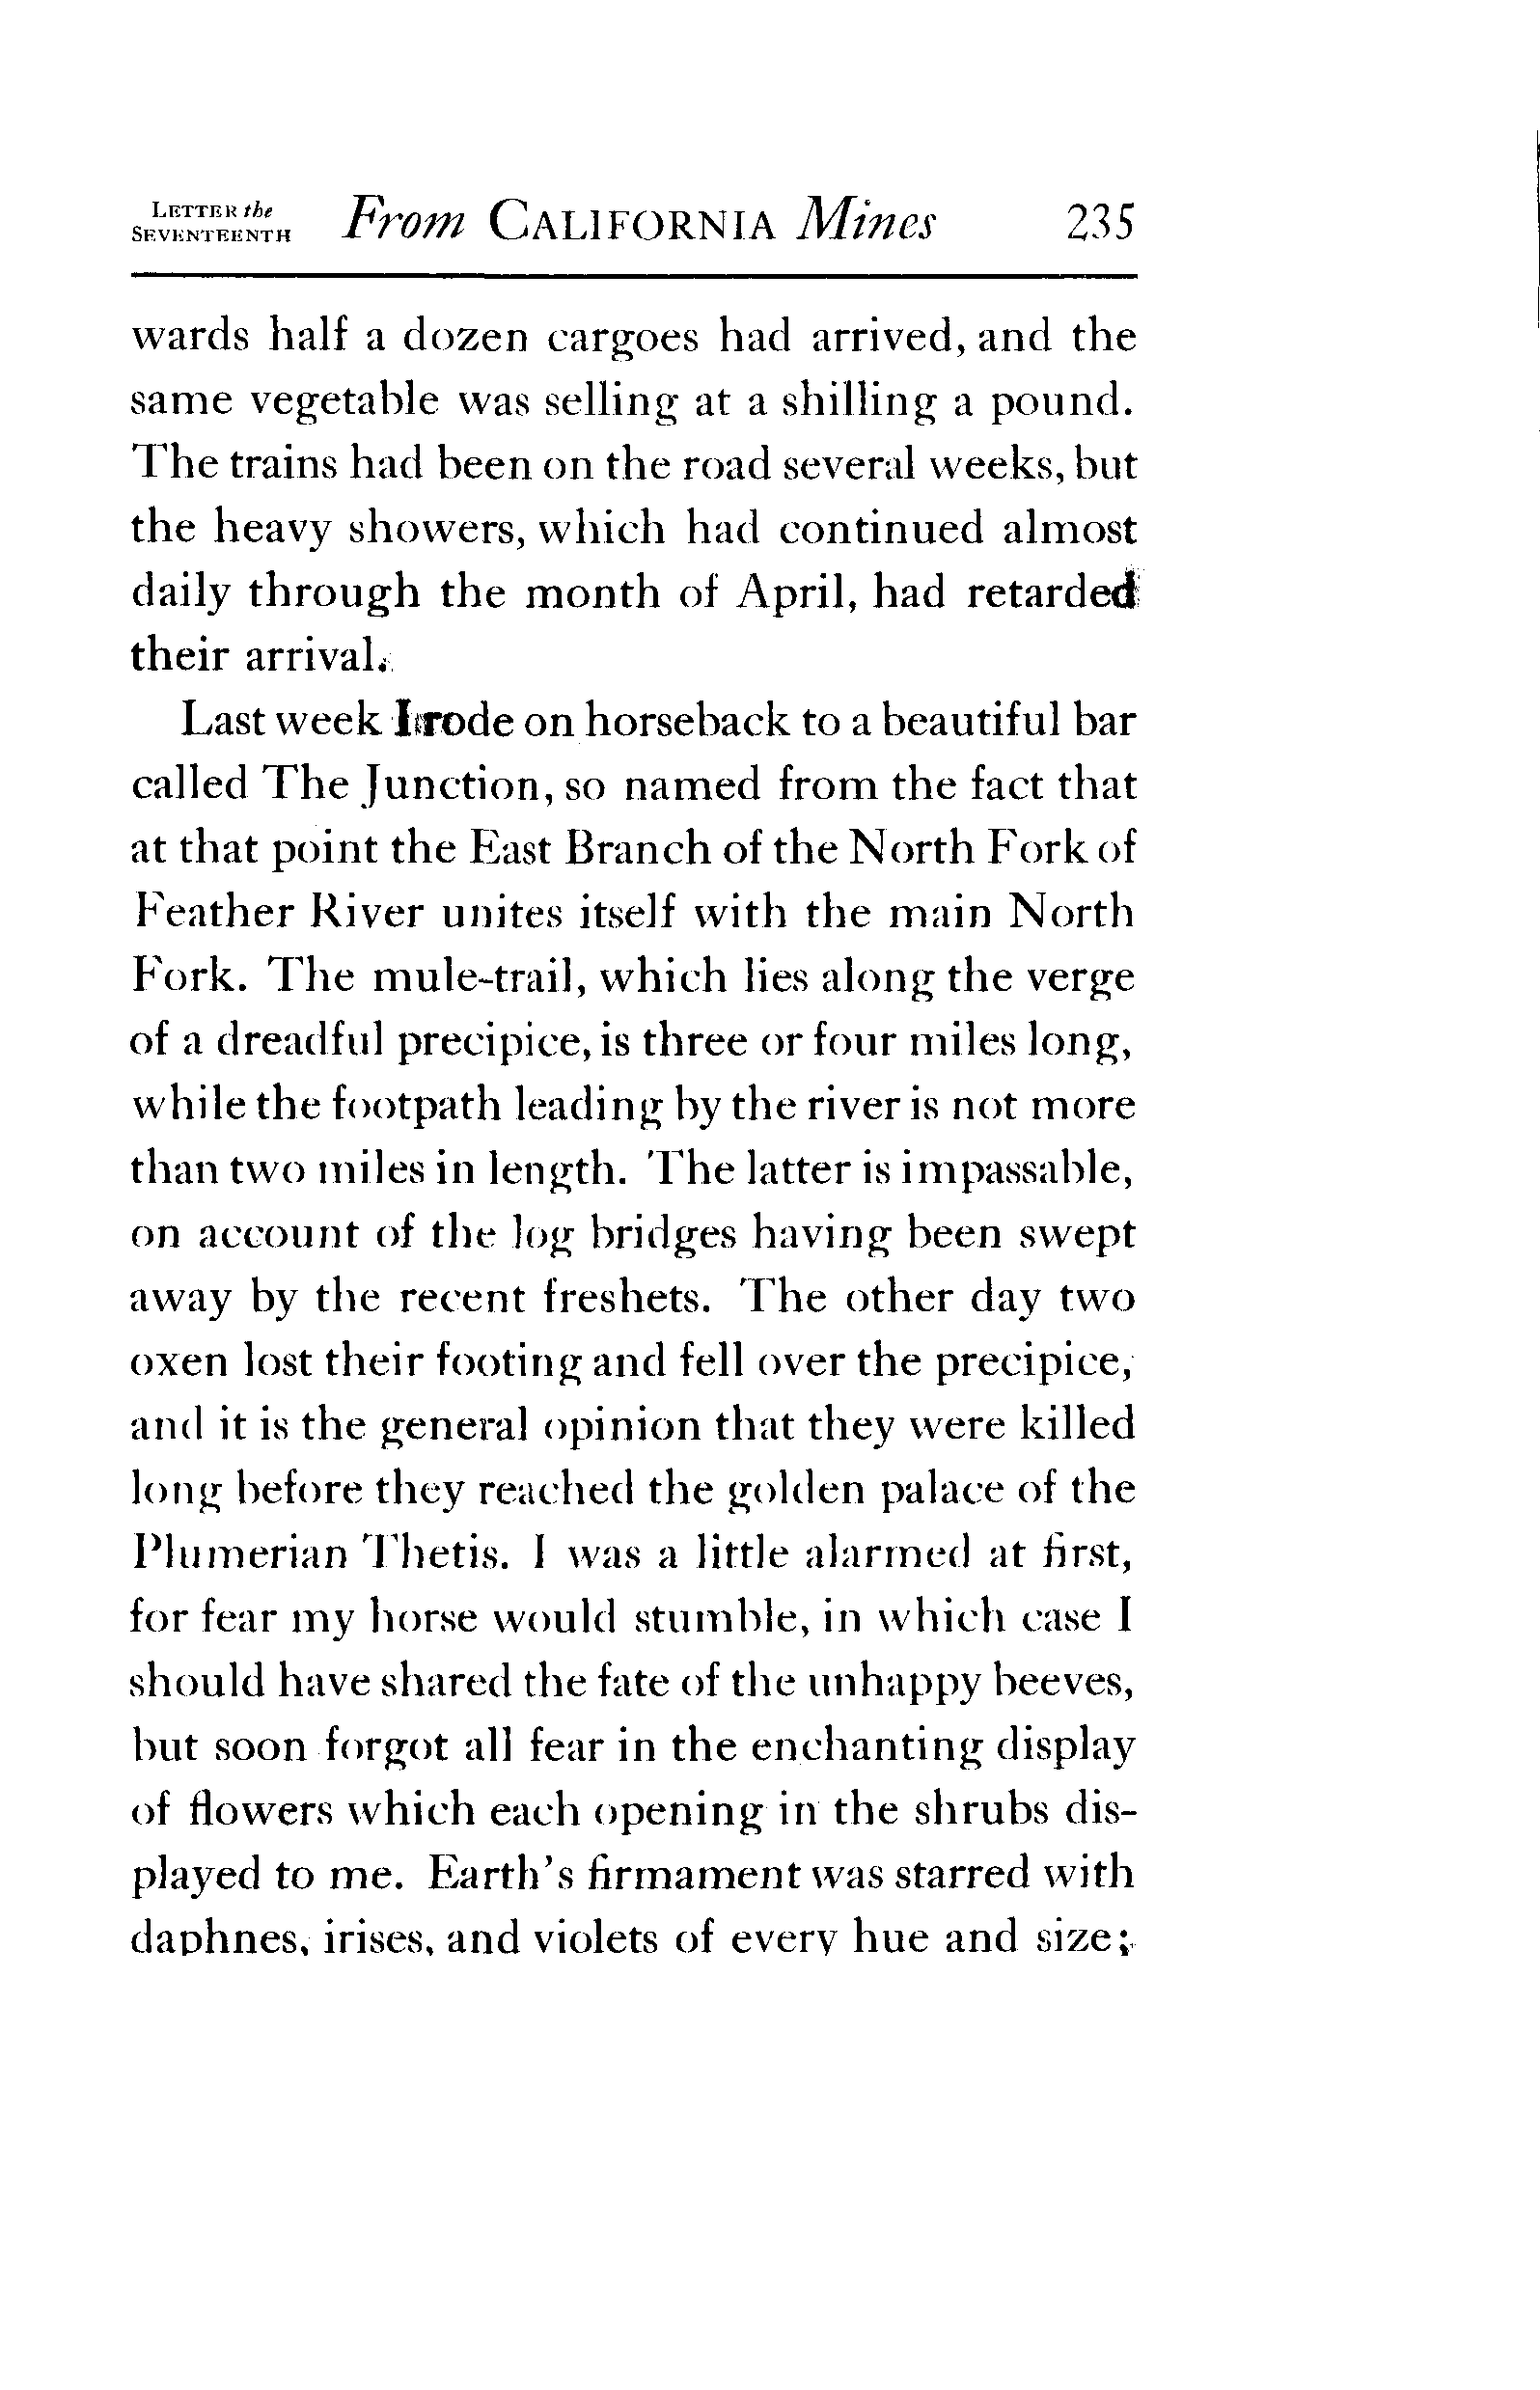 LETTER the SEVENTEENTH From CALIFORNIA Mines 235
wards half a dozen cargoes had arrived, and the
same vegetable was selling at a shilling a pound.
The trains had been on the road several weeks, but
the heavy showers, which had continued almost
daily through the month of April, had retarded
their arrival.
Last week I rode on horseback to a beautiful bar
called The Junction, so named from the fact that
at that point the East Branch of the North Fork of
Feather River unites itself with the main North
Fork. The mule-trail, which lies along the verge
of a dreadful precipice, is three or four miles long,
while the footpath leading by the river is not more
than two miles in length. The latter is impassable,
on account of the log bridges having been swept
away by the recent freshets. The other day two
oxen lost their footing and fell over the precipice,
and it is the general opinion that they were killed
long before they reached the golden palace of the
Plumerian Thetis. I was a little alarmed at first,
for fear my horse would stumble, in which case I
should have shared the fate of the unhappy beeves,
but soon forgot all fear in the enchanting display
of flowers which each opening in the shrubs dis-
played to me. Earth's firmament was starred with
daphnes, irises, and violets of every hue and size;